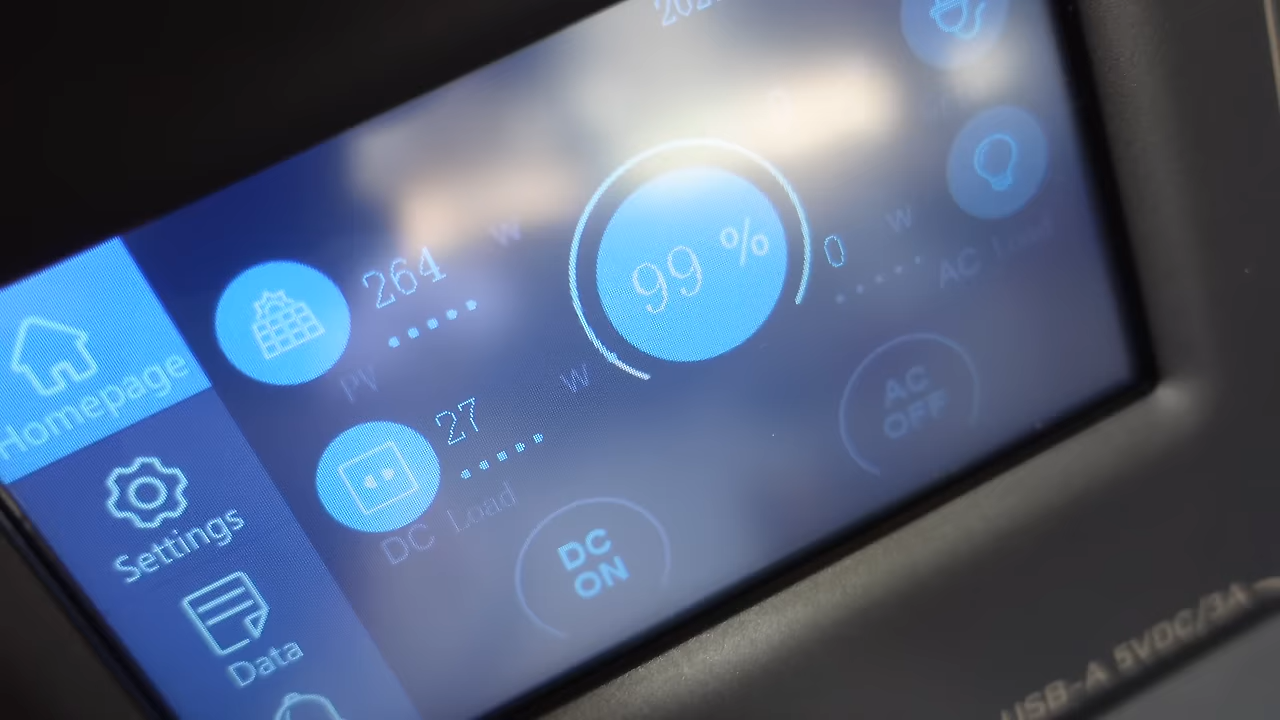 264 W
PV
99 %
0 W
AC Load
27 W
DC Load
DC
ON
AC
OFF
Homepage
Settings
Data
USB-A 5VDC/3A